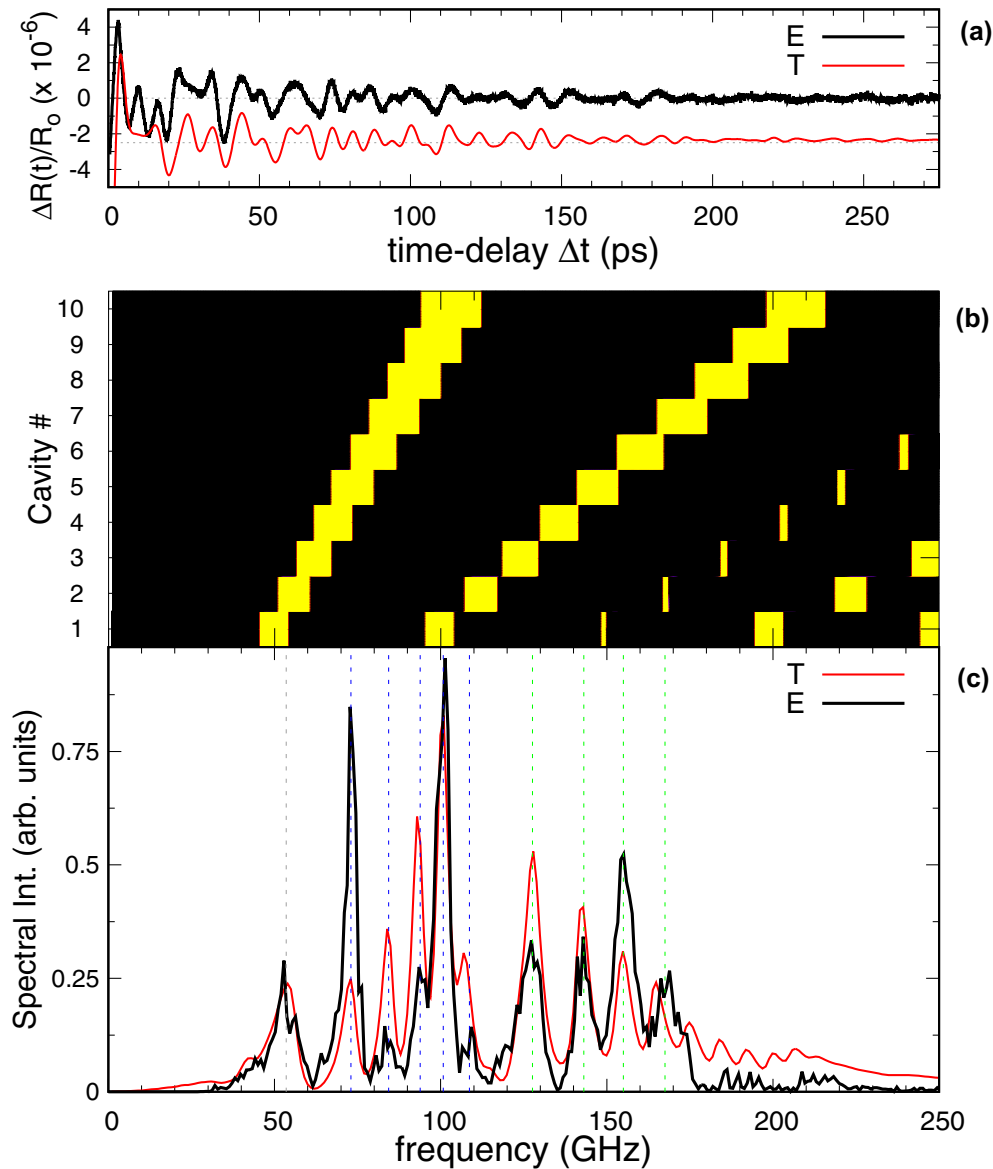 (a)
ΔR(t)/R₀ (x 10⁻⁶)
4
2
0
-2
-4
E
T
0 50 100 150 200 250
time-delay Δt (ps)
(b)
Cavity #
10
9
8
7
6
5
4
3
2
1
(c)
Spectral Int. (arb. units)
0.75
0.5
0.25
0
T
E
0 50 100 150 200 250
frequency (GHz)